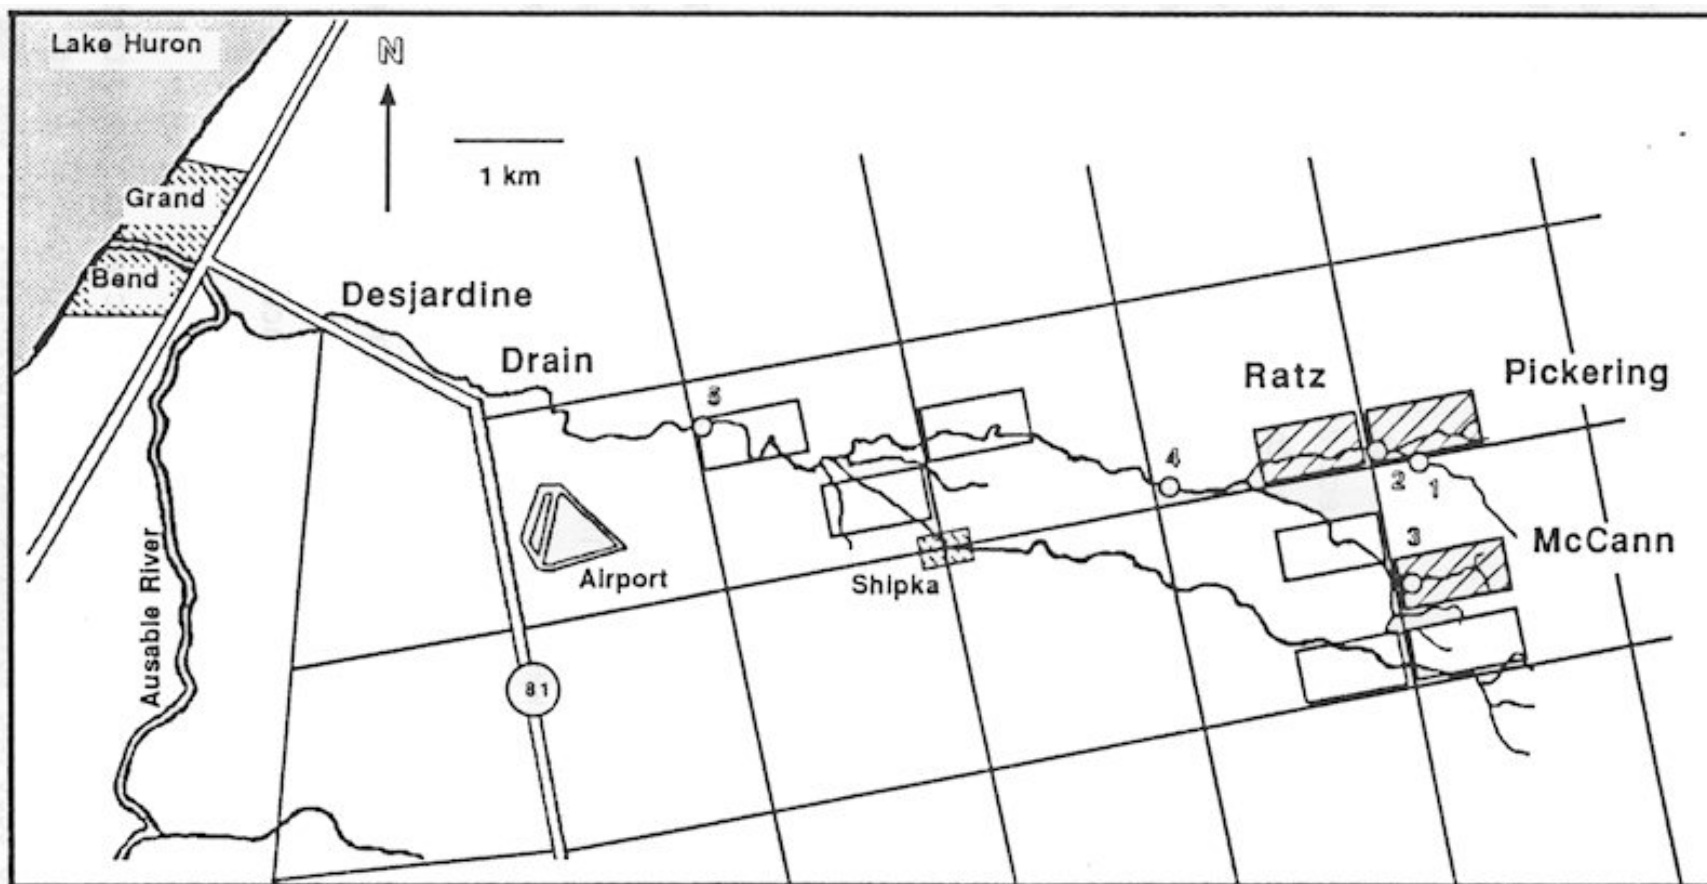 Lake Huron
N
1 km
Grand
Bend
Desjardine
Drain
5
Ratz
Pickering
4
2
1
3
McCann
Airport
Shipka
Ausable River
81